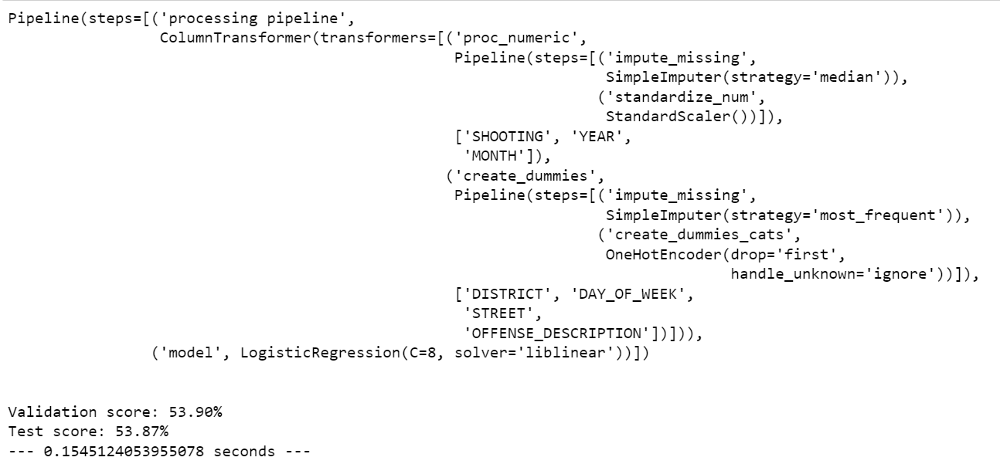 Pipeline(steps=[('processing pipeline',
ColumnTransformer(transformers=[('proc_numeric',
Pipeline(steps=[('impute_missing',
SimpleImputer(strategy='median')),
('standardize_num',
StandardScaler())]),
['SHOOTING', 'YEAR',
'MONTH']),
('create_dummies',
Pipeline(steps=[('impute_missing',
SimpleImputer(strategy='most_frequent')),
('create_dummies_cats',
OneHotEncoder(drop='first',
handle_unknown='ignore'))]),
['DISTRICT', 'DAY_OF_WEEK',
'STREET',
'OFFENSE_DESCRIPTION'])])),
('model', LogisticRegression(C=8, solver='liblinear'))])
Validation score: 53.90%
Test score: 53.87%
--- 0.1545124053955078 seconds ---